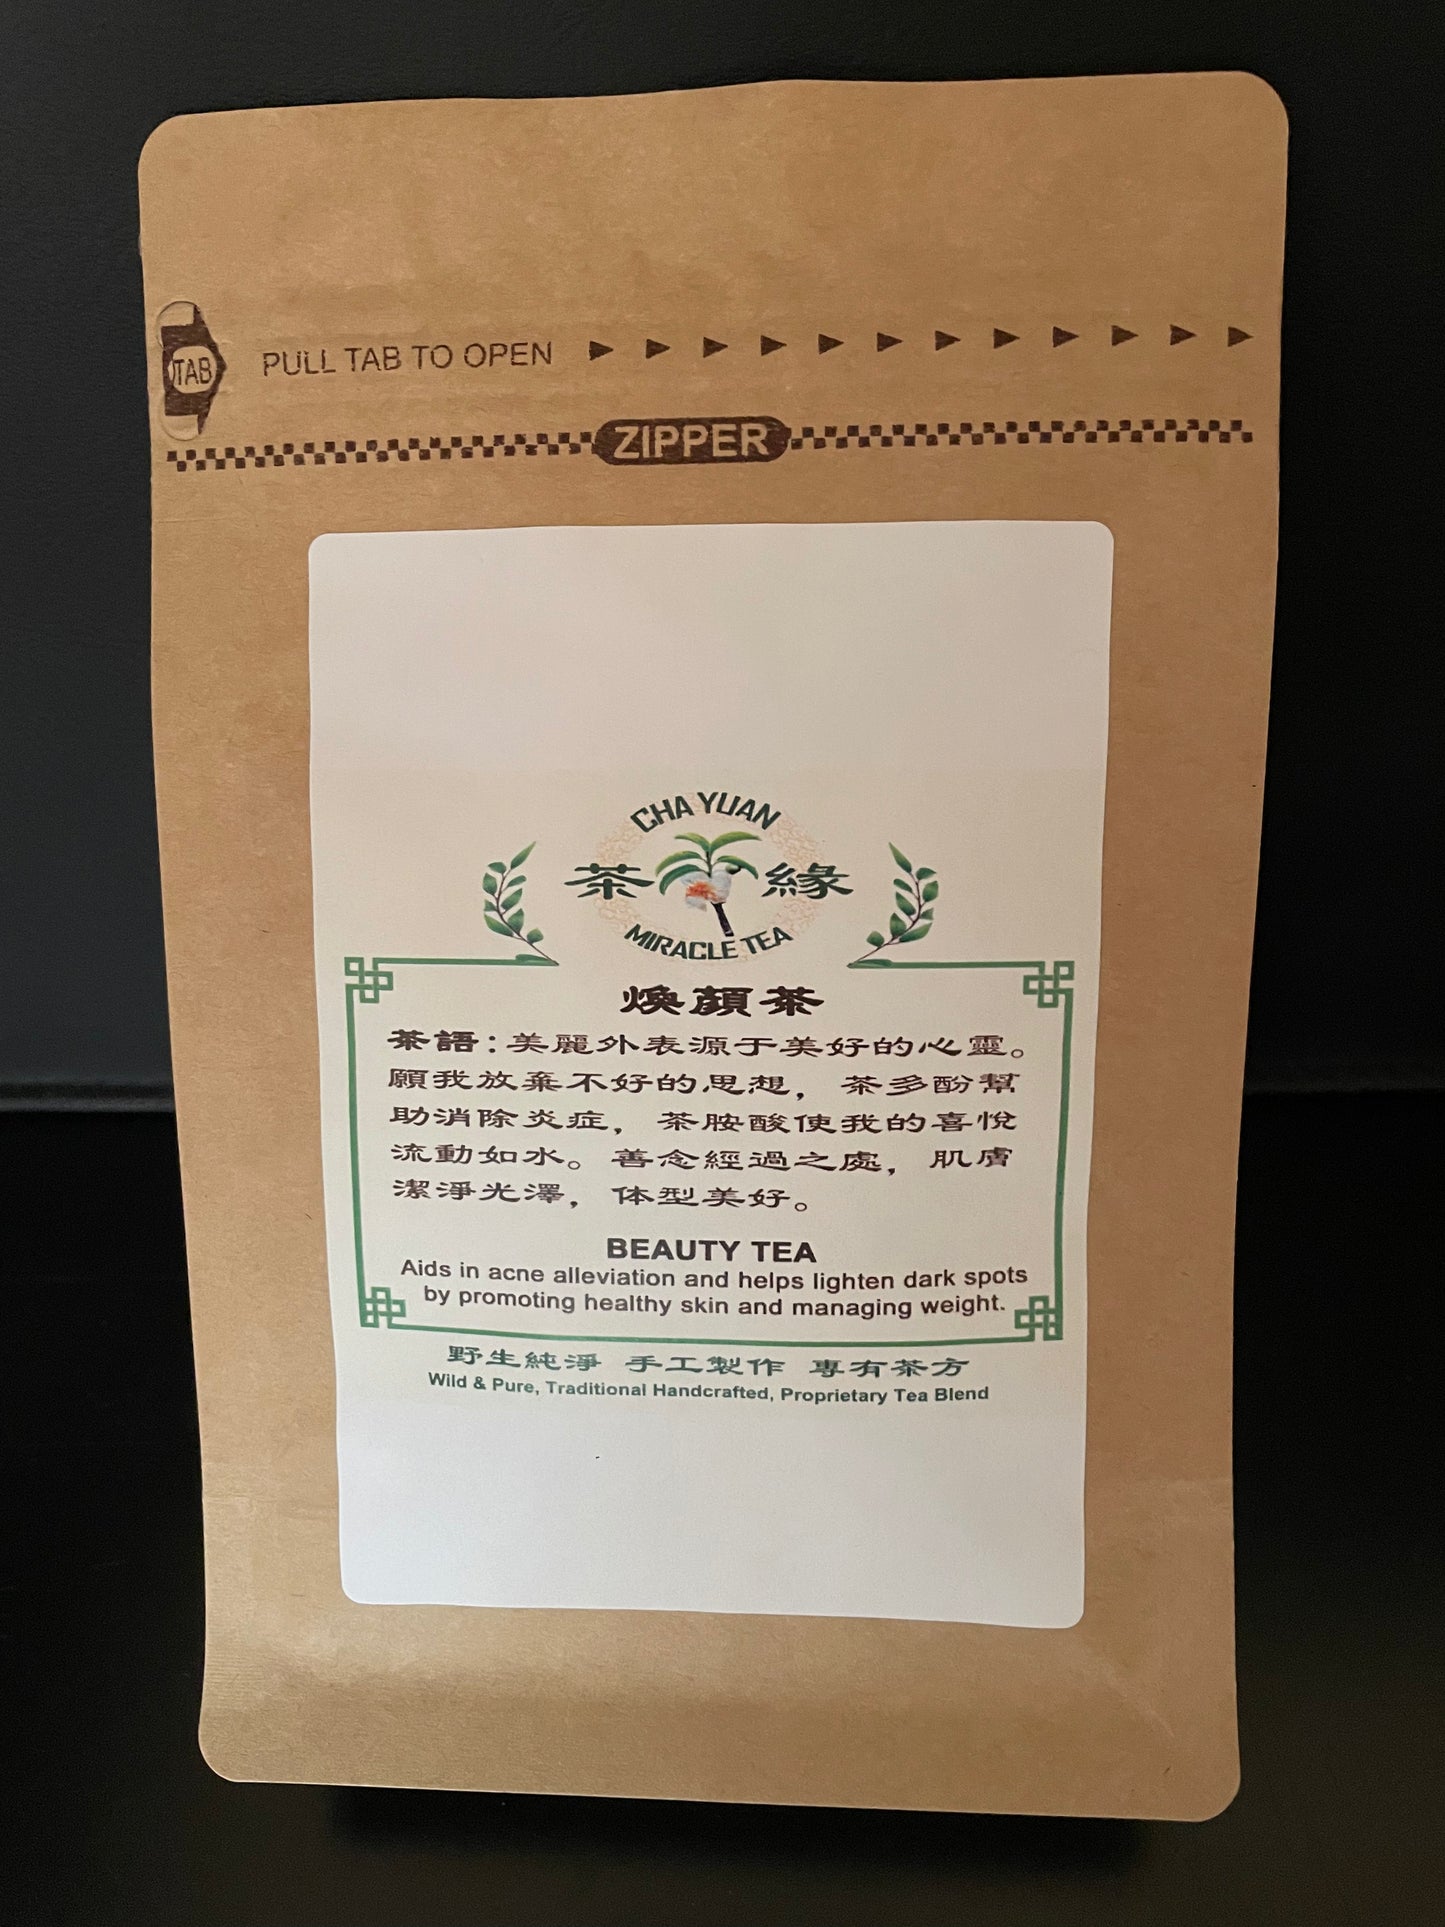 TAB
PULL TAB TO OPEN
ZIPPER
CHA YUAN
茶緣
MIRACLE TEA
煥顏茶
茶語：美麗外表源于美好的心靈。
願我放棄不好的思想，茶多酚幫
助消除炎症，茶胺酸使我的喜悅
流動如水。善念經過之處，肌膚
潔淨光澤，体型美好。
BEAUTY TEA
Aids in acne alleviation and helps lighten dark spots
by promoting healthy skin and managing weight.
野生純淨 手工製作 專有茶方
Wild & Pure, Traditional Handcrafted, Proprietary Tea Blend